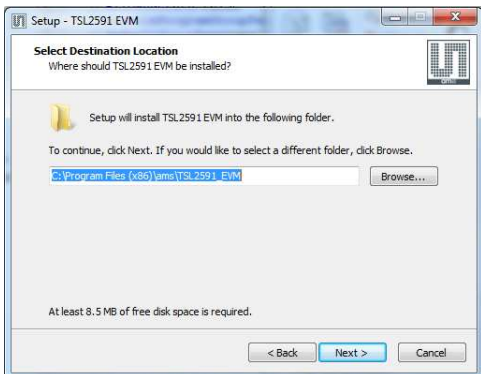 Setup - TSL2591 EVM
Select Destination Location
Where should TSL2591 EVM be installed?
Setup will install TSL2591 EVM into the following folder.
To continue, click Next. If you would like to select a different folder, click Browse.
C:\Program Files (x86)\ams\TSL2591_EVM
Browse...
At least 8.5 MB of free disk space is required.
< Back
Next >
Cancel